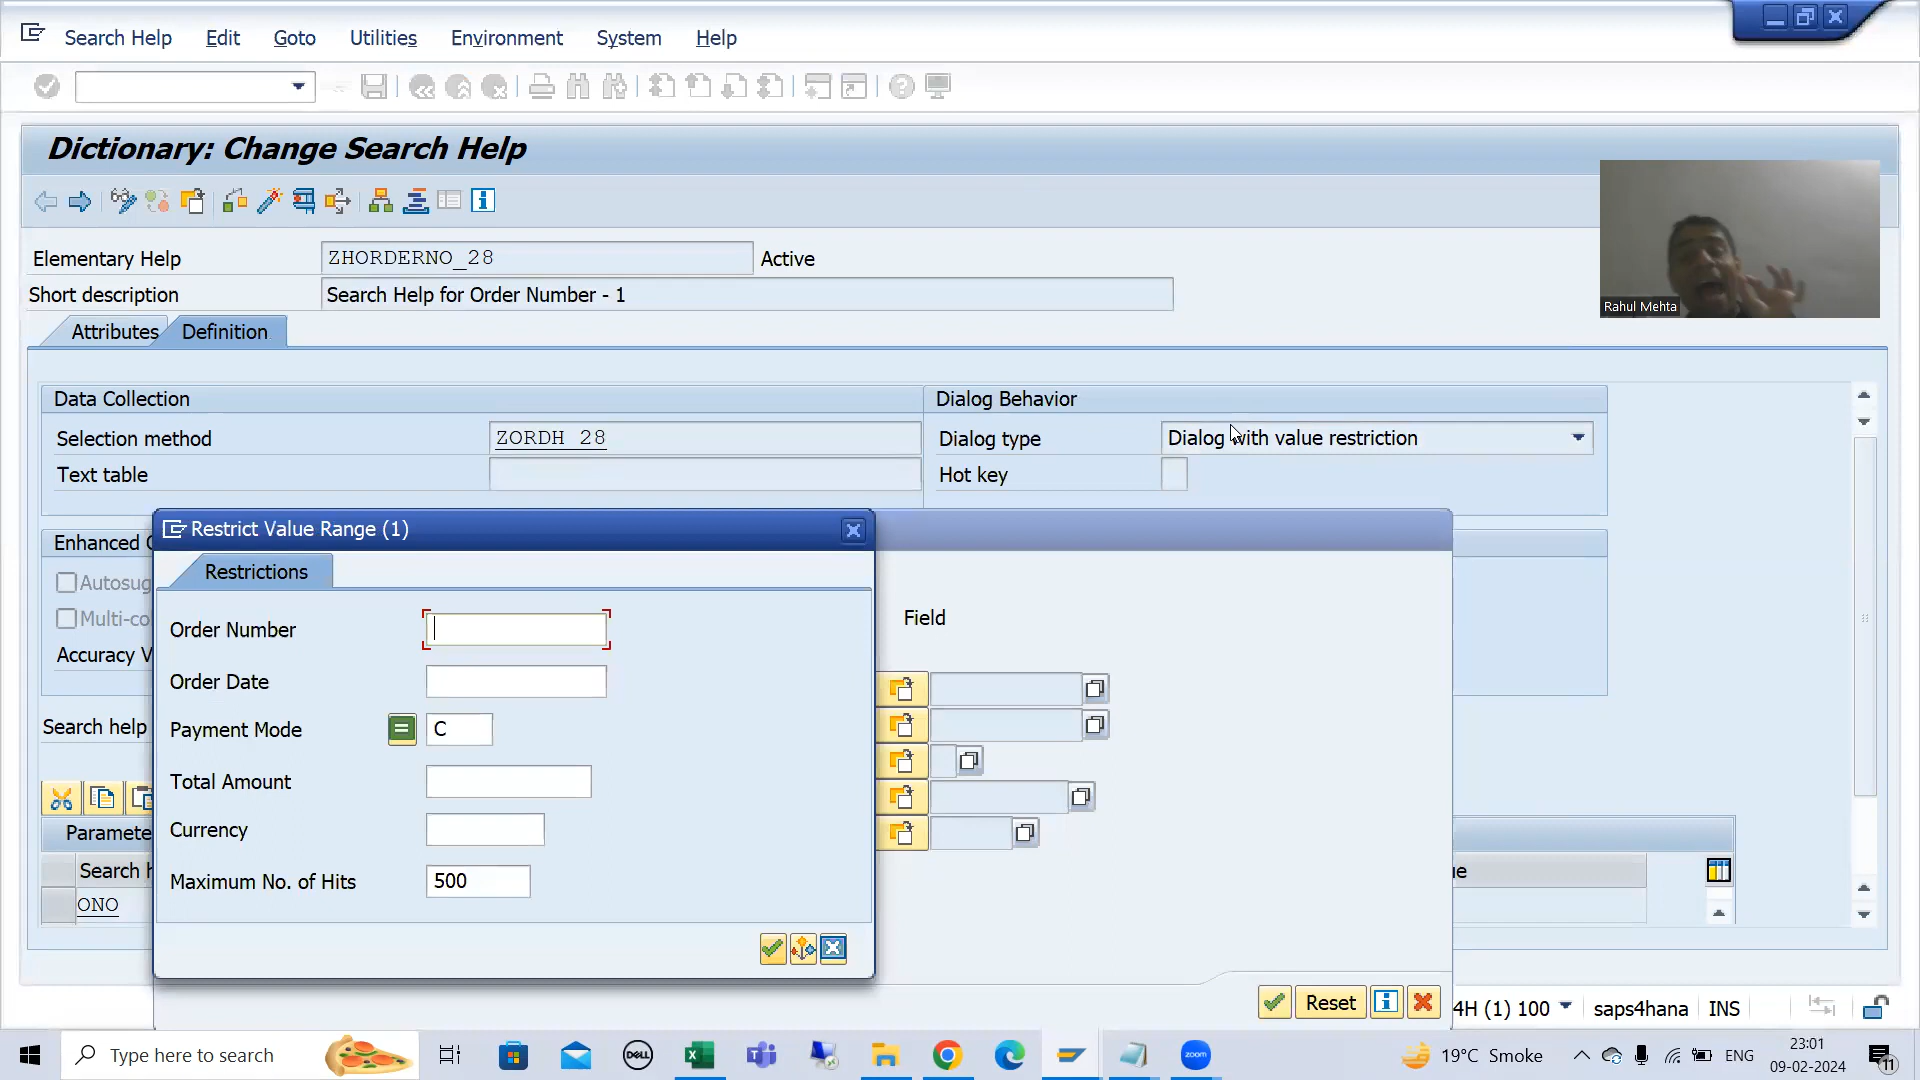 Search Help Edit Goto Utilities Environment System Help
Dictionary: Change Search Help
Elementary Help ZHORDERNO_28 Active
Short description Search Help for Order Number - 1
Rahul Mehta
Attributes Definition
Data Collection Dialog Behavior
Selection method ZORDH_28 Dialog type Dialog with value restriction
Text table Hot key
Enhanced
Restrict Value Range (1)
Restrictions
Autosug
Multi-co
Accuracy V
Search help
Order Number
Field
Order Date
Payment Mode = C
Total Amount
Currency
Maximum No. of Hits 500
Paramete
Search h
ue
ONO
Reset
4H (1) 100 saps4hana INS
Type here to search
DELL
zoom
19°C Smoke
ENG
23:01
09-02-2024
11